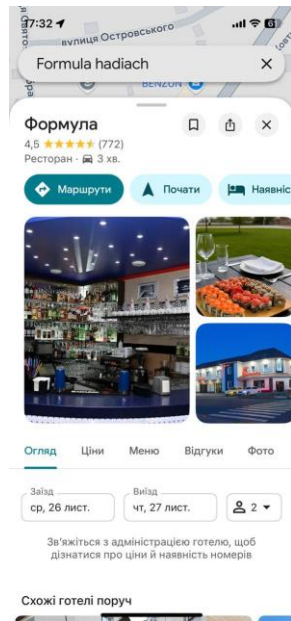 17:32
вулиця Островського
Formula hadiach
BENZON
Формула
4,5 (772)
Ресторан · 3 хв.
Маршрути
Почати
Наявніс
Огляд
Ціни
Меню
Відгуки
Фото
Заїзд
ср, 26 лист.
Виїзд
чт, 27 лист.
2
Зв'яжіться з адміністрацією готелю, щоб
дізнатися про ціни й наявність номерів
Схожі готелі поруч